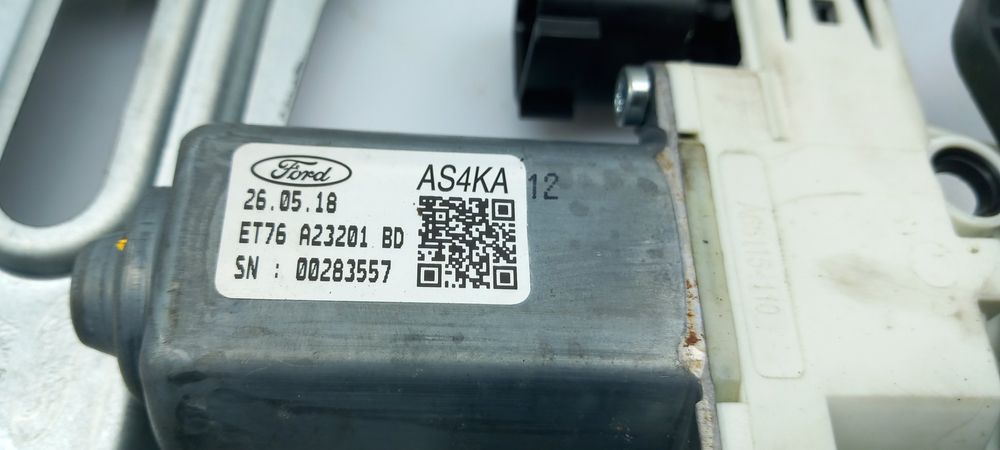 Ford
AS4KA
12
26.05.18
ET76 A23201 BD
SN : 00283557